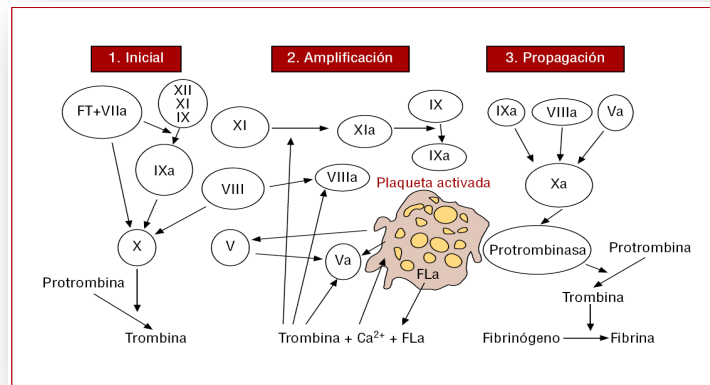 1. Inicial
2. Amplificación
3. Propagación
FT+VIIa
XII
XI
IX
IXa
X
Protrombina
Trombina
XI
XIa
IX
IXa
VIII
VIIIa
Plaqueta activada
V
Va
FLa
Trombina + Ca²⁺ + FLa
IXa
VIIIa
Va
Xa
Protrombinasa
Protrombina
Trombina
Fibrinógeno
Fibrina